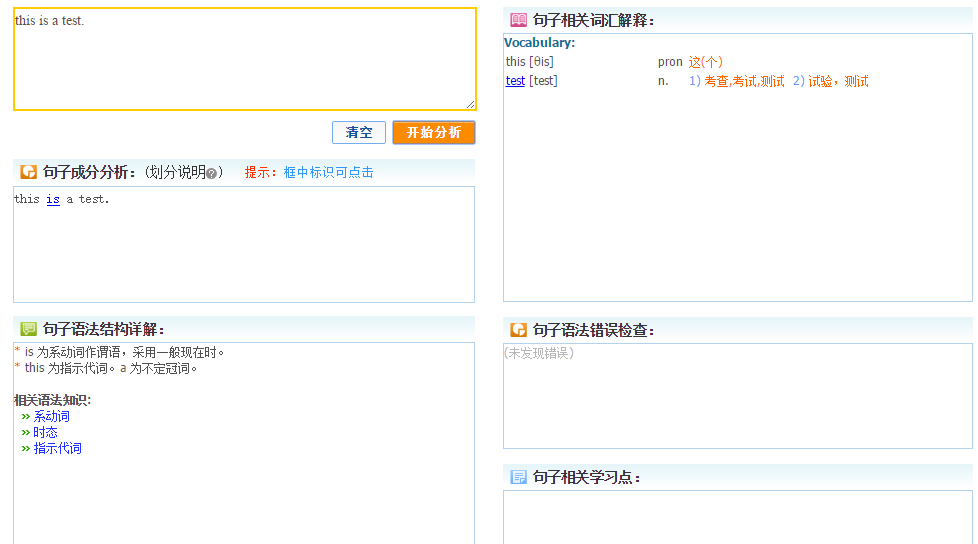 this is a test.
清空 开始分析
句子成分分析：(划分说明?) 提示：框中标识可点击
this is a test.
句子语法结构详解：
* is 为系动词作谓语，采用一般现在时。
* this 为指示代词。a 为不定冠词。
相关语法知识:
» 系动词
» 时态
» 指示代词
句子相关词汇解释：
Vocabulary:
this [θis] pron 这(个)
test [test] n. 1) 考查,考试,测试 2) 试验，测试
句子语法错误检查：
(未发现错误)
句子相关学习点：